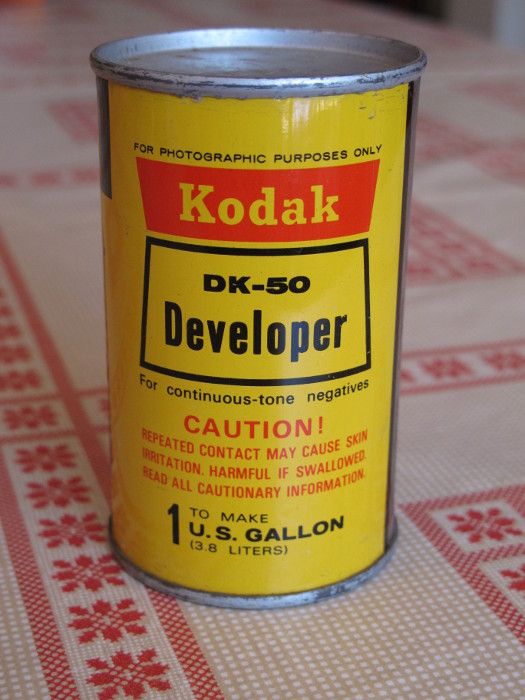 FOR PHOTOGRAPHIC PURPOSES ONLY
Kodak
DK-50
Developer
For continuous-tone negatives
CAUTION!
REPEATED CONTACT MAY CAUSE SKIN
IRRITATION. HARMFUL IF SWALLOWED.
READ ALL CAUTIONARY INFORMATION.
TO MAKE
1 U.S. GALLON
(3.8 LITERS)